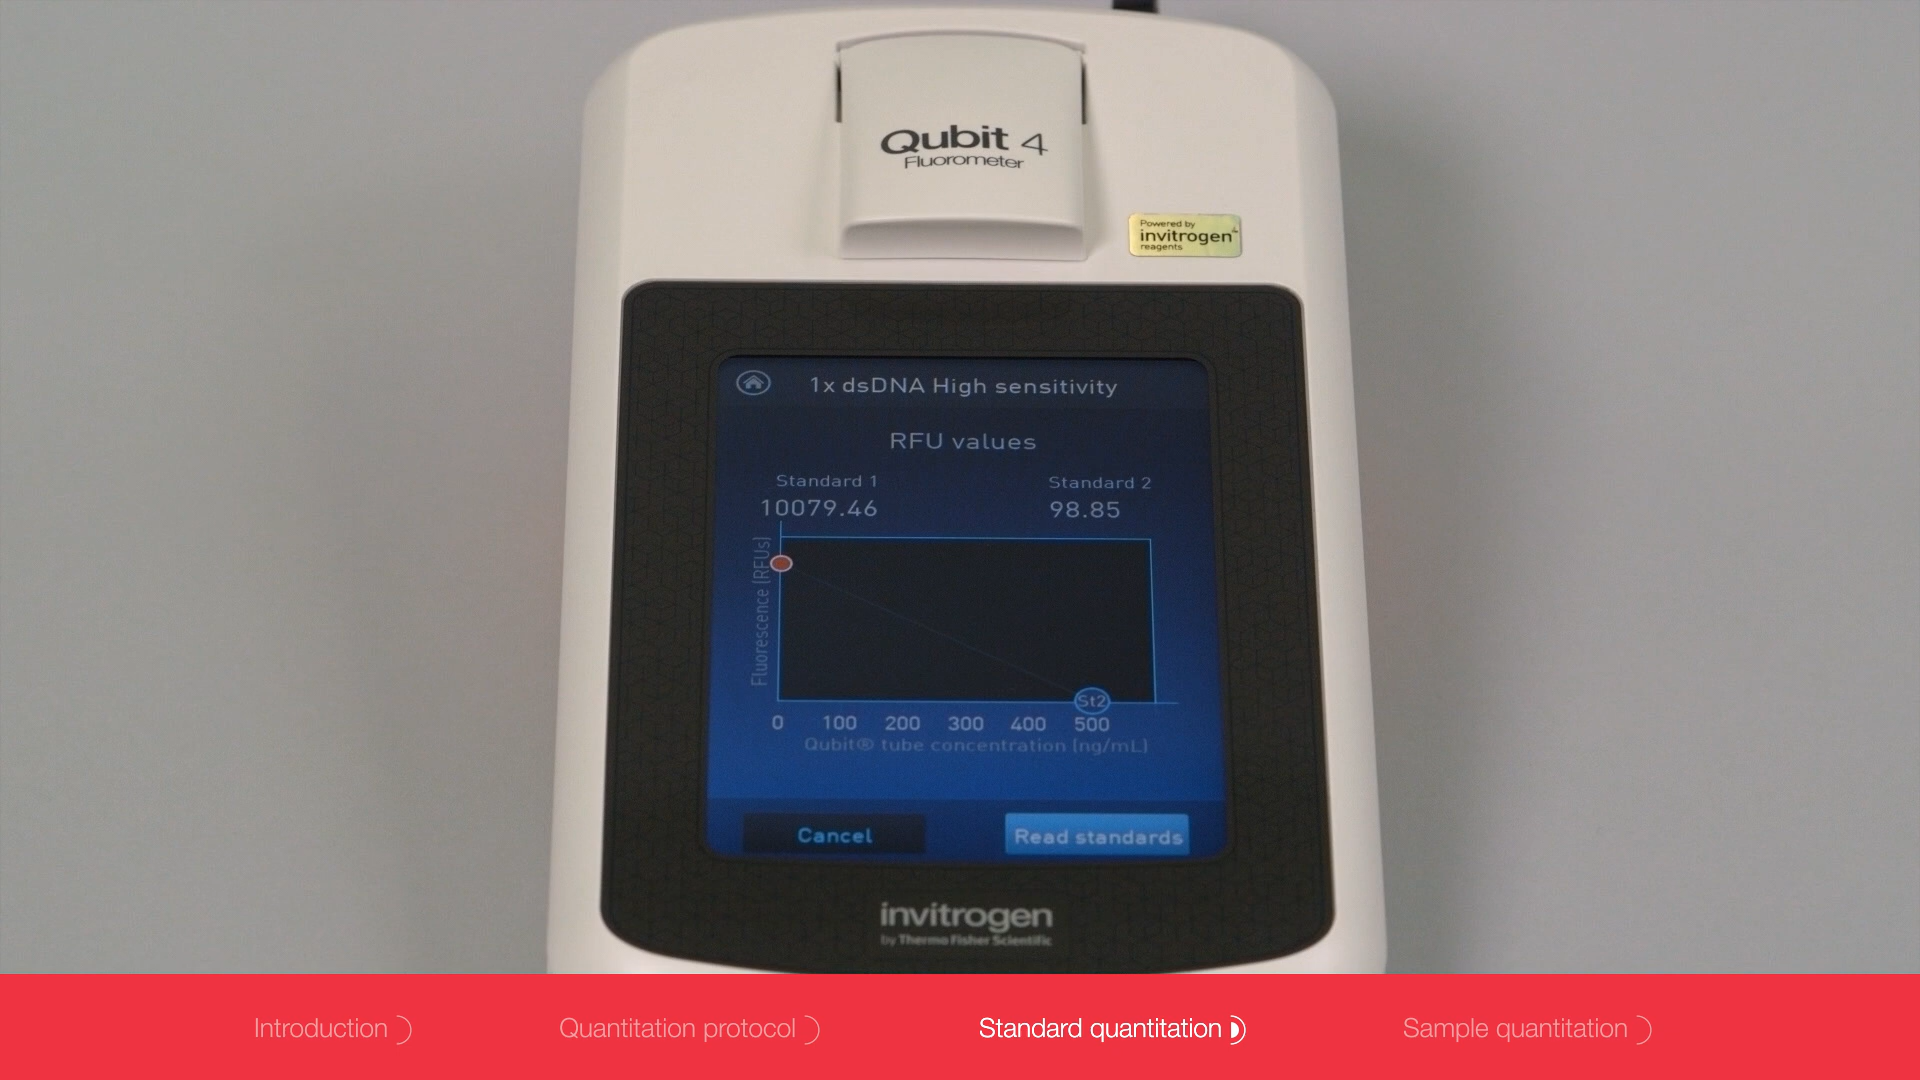 Qubit 4
Fluorometer
Powered by
invitrogen
reagents
1x dsDNA High sensitivity
RFU values
Standard 1
Standard 2
10079.46
98.85
Fluorescence (RFUs)
St2
0 100 200 300 400 500
Qubit® tube concentration (ng/mL)
Cancel
Read standards
invitrogen
by Thermo Fisher Scientific
Introduction
Quantitation protocol
Standard quantitation
Sample quantitation